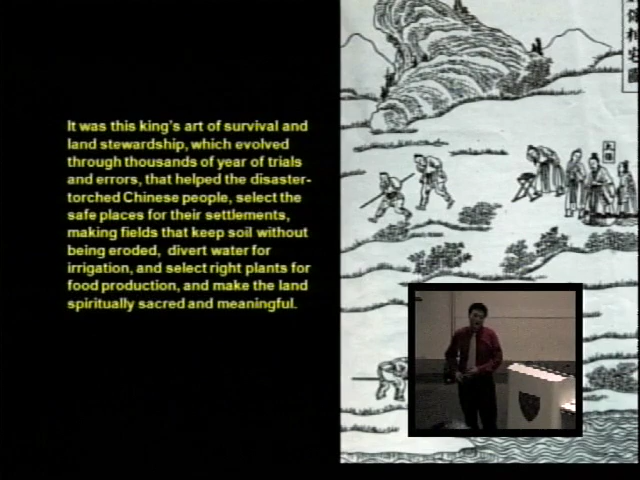 It was this king's art of survival and
land stewardship, which evolved
through thousands of year of trials
and errors, that helped the disaster-
torched Chinese people, select the
safe places for their settlements,
making fields that keep soil without
being eroded, divert water for
irrigation, and select right plants for
food production, and make the land
spiritually sacred and meaningful.